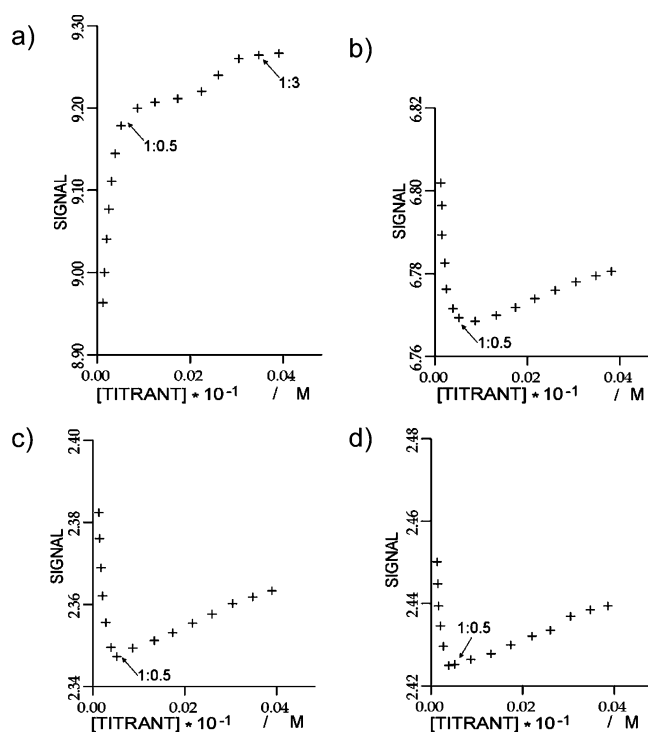 a)
9.30
9.20
9.10
9.00
8.90
SIGNAL
1:0.5
1:3
0.00
0.02
0.04
[TITRANT] * 10⁻¹ / M
b)
6.82
6.80
6.78
6.76
SIGNAL
1:0.5
0.00
0.02
0.04
[TITRANT] * 10⁻¹ / M
c)
2.40
2.38
2.36
2.34
SIGNAL
1:0.5
0.00
0.02
0.04
[TITRANT] * 10⁻¹ / M
d)
2.48
2.46
2.44
2.42
SIGNAL
1:0.5
0.00
0.02
0.04
[TITRANT] * 10⁻¹ / M